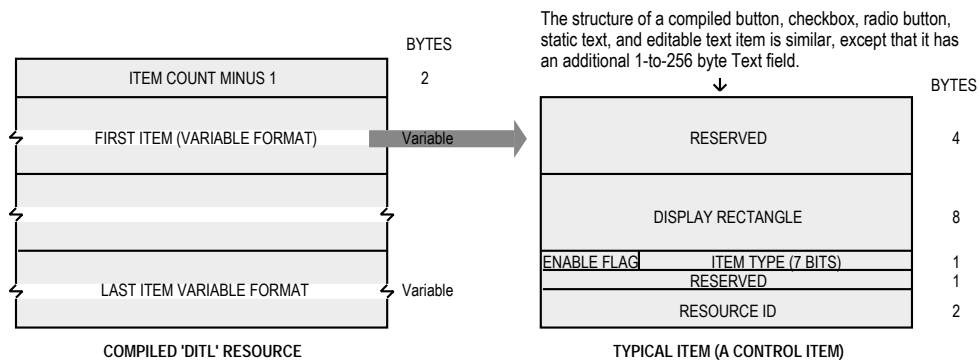 The structure of a compiled button, checkbox, radio button,
static text, and editable text item is similar, except that it has
an additional 1-to-256 byte Text field.
BYTES
ITEM COUNT MINUS 1
2
FIRST ITEM (VARIABLE FORMAT)
Variable
LAST ITEM VARIABLE FORMAT
Variable
COMPILED 'DITL' RESOURCE
BYTES
RESERVED
4
DISPLAY RECTANGLE
8
ENABLE FLAG
ITEM TYPE (7 BITS)
1
RESERVED
1
RESOURCE ID
2
TYPICAL ITEM (A CONTROL ITEM)